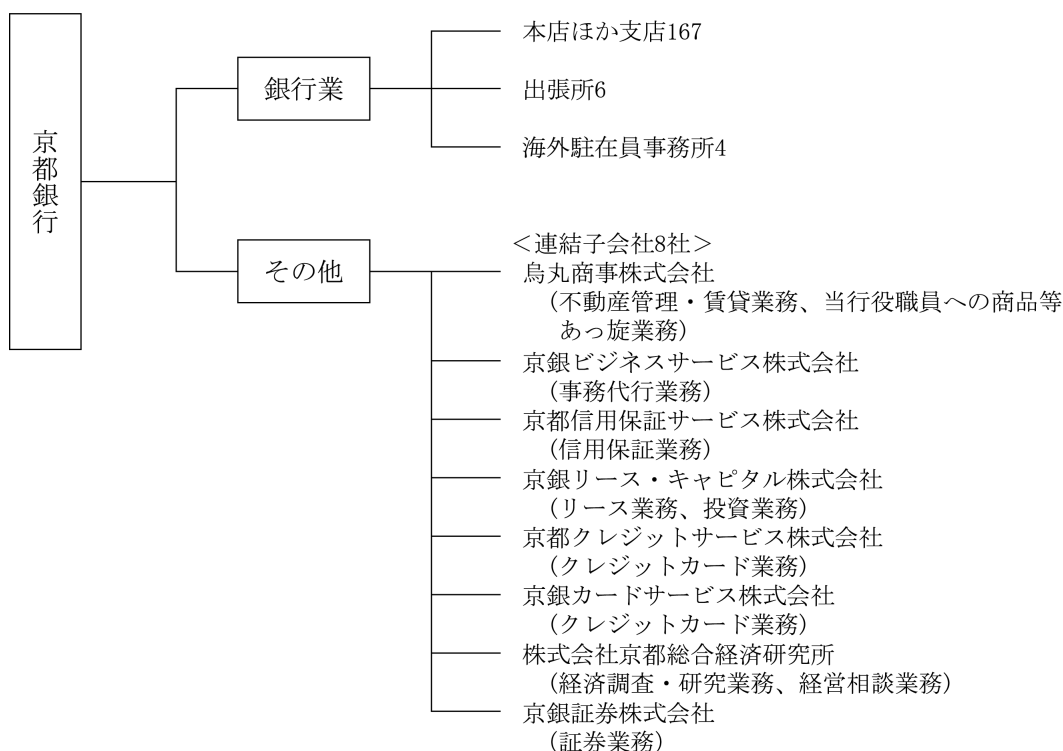 京都銀行
銀行業
本店ほか支店167
出張所6
海外駐在員事務所4
その他
＜連結子会社8社＞
烏丸商事株式会社
（不動産管理・賃貸業務、当行役職員への商品等
あっ旋業務）
京銀ビジネスサービス株式会社
（事務代行業務）
京都信用保証サービス株式会社
（信用保証業務）
京銀リース・キャピタル株式会社
（リース業務、投資業務）
京都クレジットサービス株式会社
（クレジットカード業務）
京銀カードサービス株式会社
（クレジットカード業務）
株式会社京都総合経済研究所
（経済調査・研究業務、経営相談業務）
京銀証券株式会社
（証券業務）